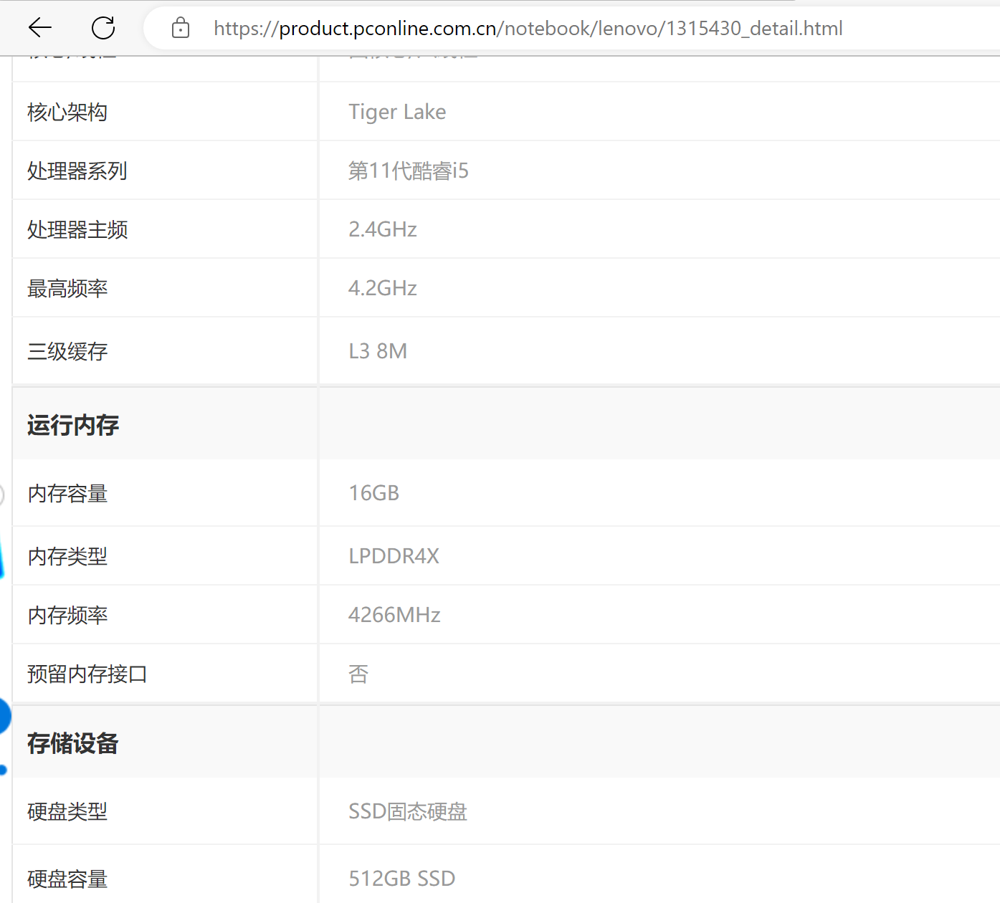 https://product.pconline.com.cn/notebook/lenovo/1315430_detail.html
核心架构 Tiger Lake
处理器系列 第11代酷睿i5
处理器主频 2.4GHz
最高频率 4.2GHz
三级缓存 L3 8M
运行内存
内存容量 16GB
内存类型 LPDDR4X
内存频率 4266MHz
预留内存接口 否
存储设备
硬盘类型 SSD固态硬盘
硬盘容量 512GB SSD